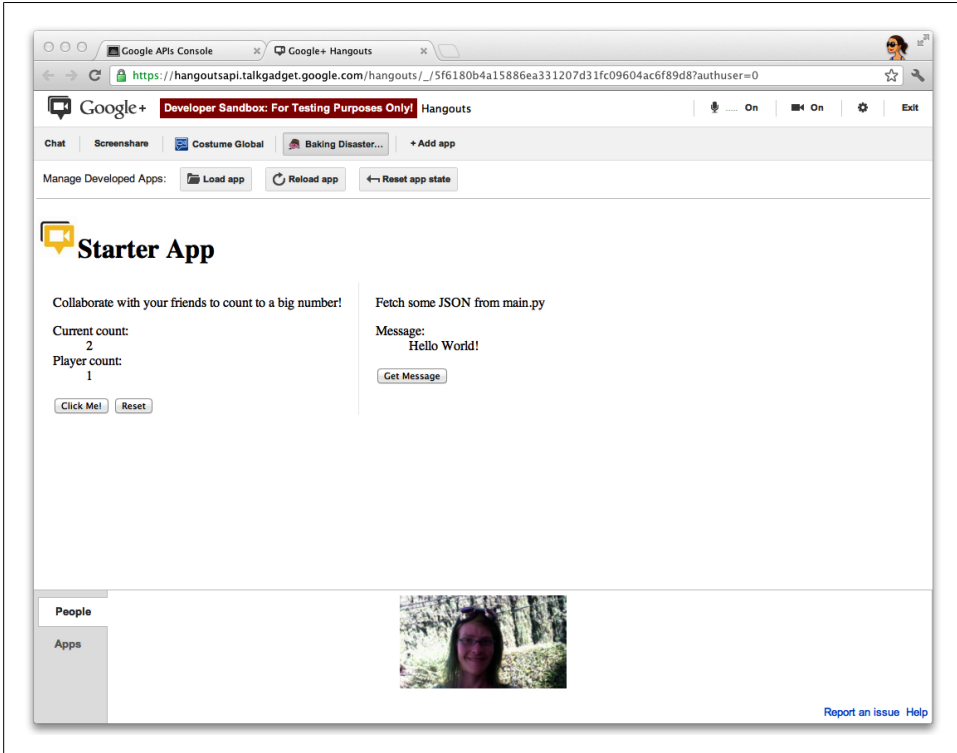 Google APIs Console
Google+ Hangouts
https://hangoutsapi.talkgadget.google.com/hangouts/_/5f6180b4a15886ea331207d31fc09604ac6f89d8?authuser=0
Google+ Developer Sandbox: For Testing Purposes Only! Hangouts On On Exit
Chat Screenshare Costume Global Baking Disaster... + Add app
Manage Developed Apps: Load app Reload app Reset app state
Starter App
Collaborate with your friends to count to a big number!
Current count:
2
Player count:
1
Click Me! Reset
Fetch some JSON from main.py
Message:
Hello World!
Get Message
People
Apps
Report an issue Help